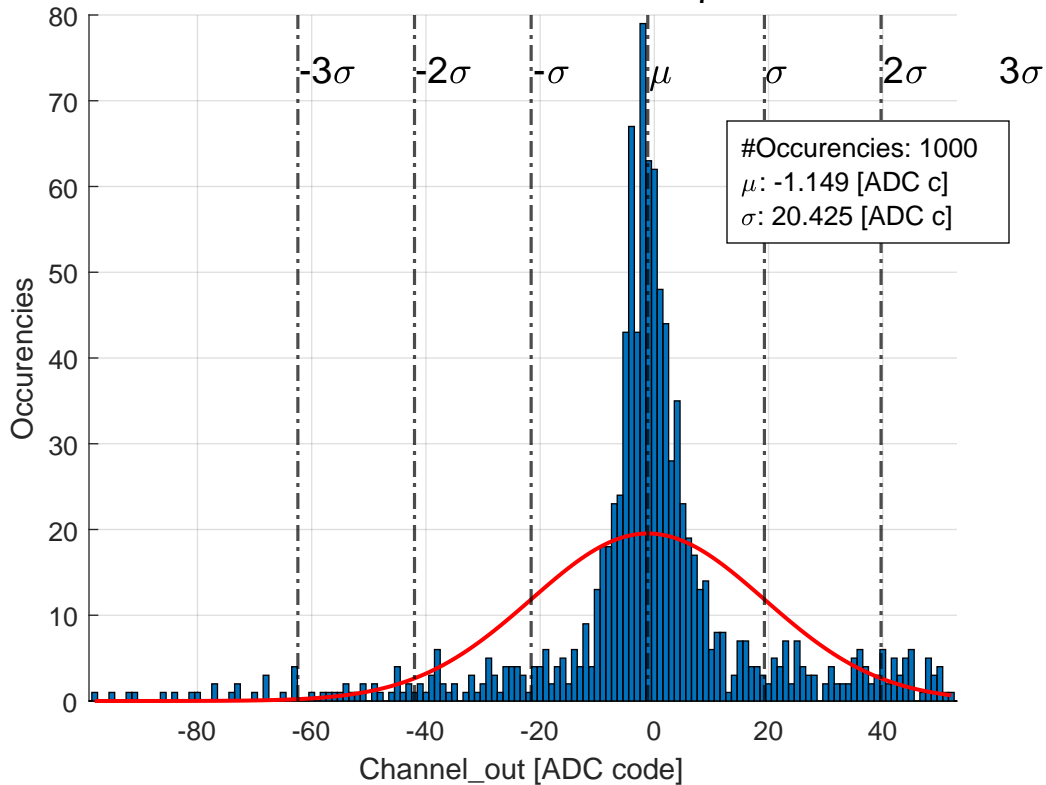 80
70
60
50
40
30
20
10
0
Occurencies
-3σ -2σ -σ μ σ 2σ 3σ
#Occurencies: 1000
μ: -1.149 [ADC c]
σ: 20.425 [ADC c]
-80 -60 -40 -20 0 20 40
Channel_out [ADC code]